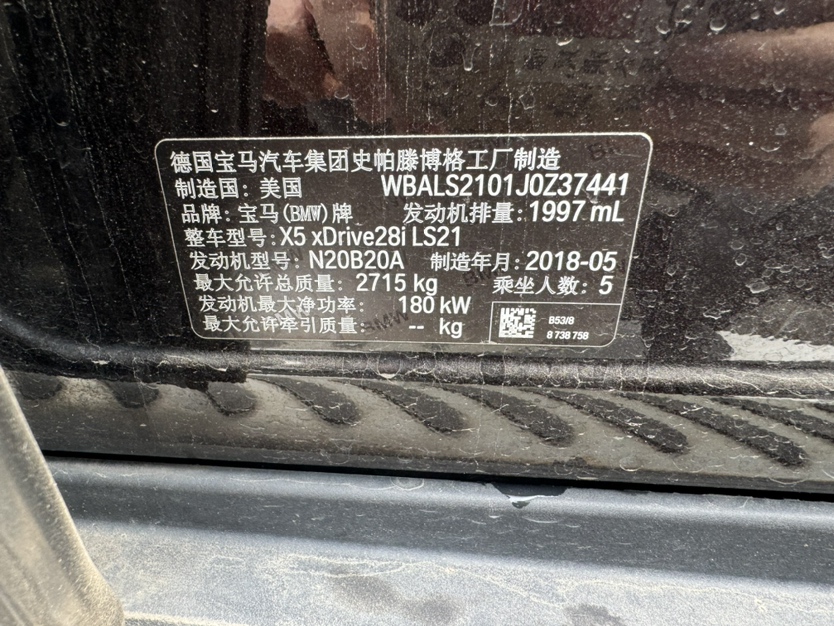 德国宝马汽车集团史帕滕博格工厂制造
制造国: 美国 WBALS2101J0Z37441
品牌: 宝马(BMW)牌 发动机排量: 1997 mL
整车型号: X5 xDrive28i LS21
发动机型号: N20B20A 制造年月: 2018-05
最大允许总质量: 2715 kg 乘坐人数: 5
发动机最大净功率: 180 kW
最大允许牵引质量: -- kg
B53/8
8 738 758